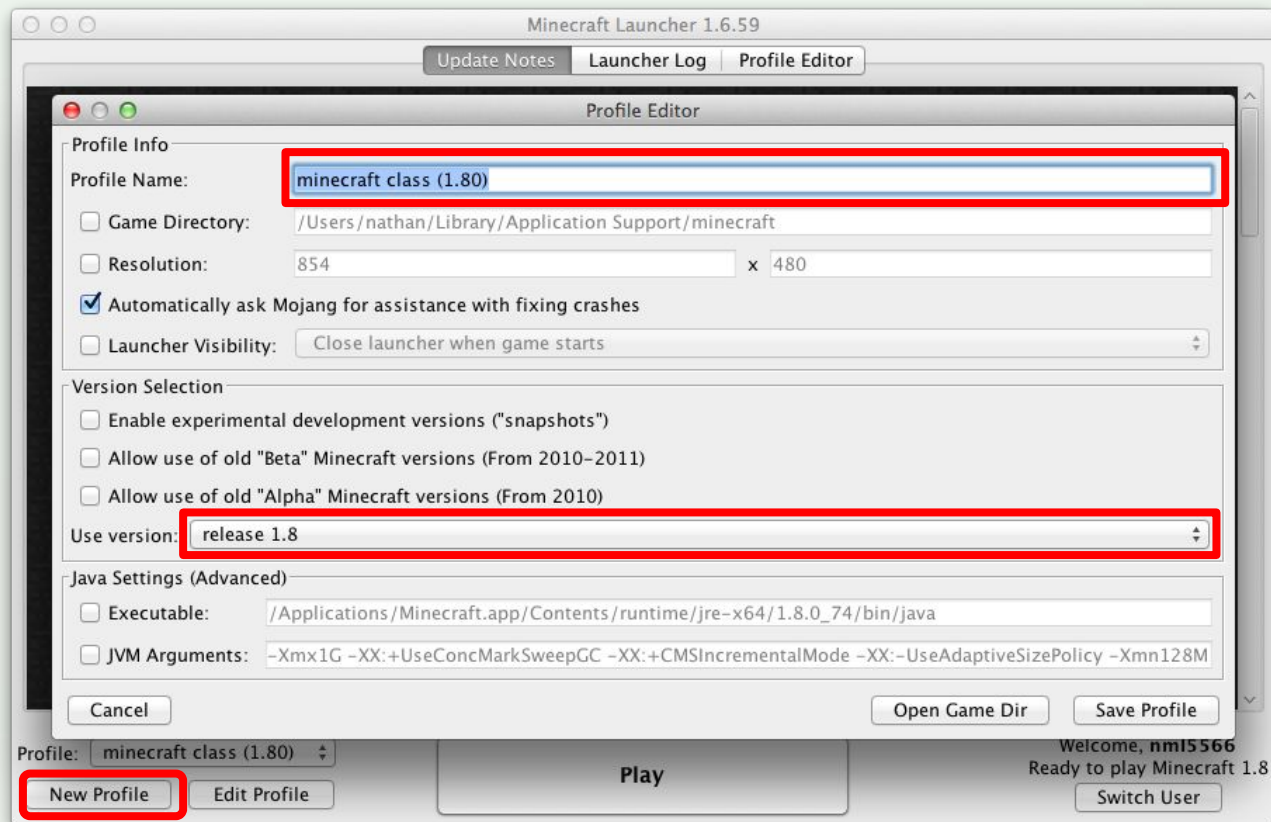 Minecraft Launcher 1.6.59
Update Notes Launcher Log Profile Editor
Profile Editor
Profile Info
Profile Name: minecraft class (1.80)
Game Directory: /Users/nathan/Library/Application Support/minecraft
Resolution: 854 x 480
Automatically ask Mojang for assistance with fixing crashes
Launcher Visibility: Close launcher when game starts
Version Selection
Enable experimental development versions ("snapshots")
Allow use of old "Beta" Minecraft versions (From 2010-2011)
Allow use of old "Alpha" Minecraft versions (From 2010)
Use version: release 1.8
Java Settings (Advanced)
Executable: /Applications/Minecraft.app/Contents/runtime/jre-x64/1.8.0_74/bin/java
JVM Arguments: -Xmx1G -XX:+UseConcMarkSweepGC -XX:+CMSIncrementalMode -XX:-UseAdaptiveSizePolicy -Xmn128M
Cancel Open Game Dir Save Profile
Profile: minecraft class (1.80) Play Welcome, nml5566
Ready to play Minecraft 1.8
New Profile Edit Profile Switch User